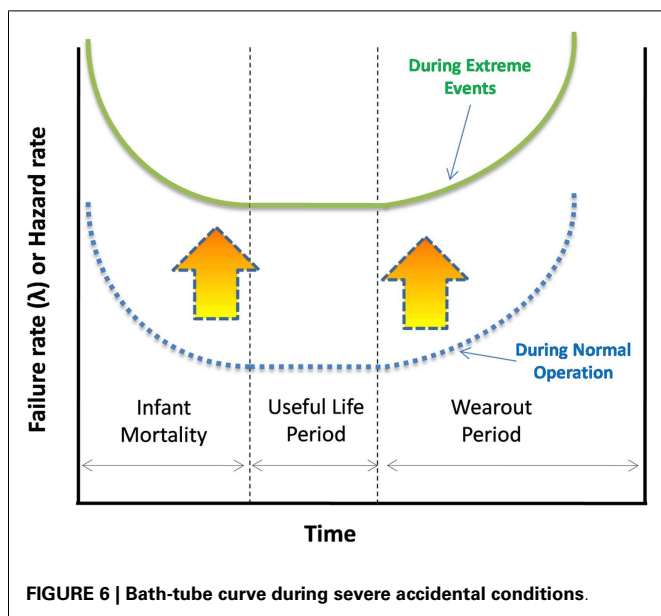 During Extreme
Events
Failure rate (λ) or Hazard rate
During Normal
Operation
Infant
Mortality
Useful Life
Period
Wearout
Period
Time
FIGURE 6 | Bath-tube curve during severe accidental conditions.